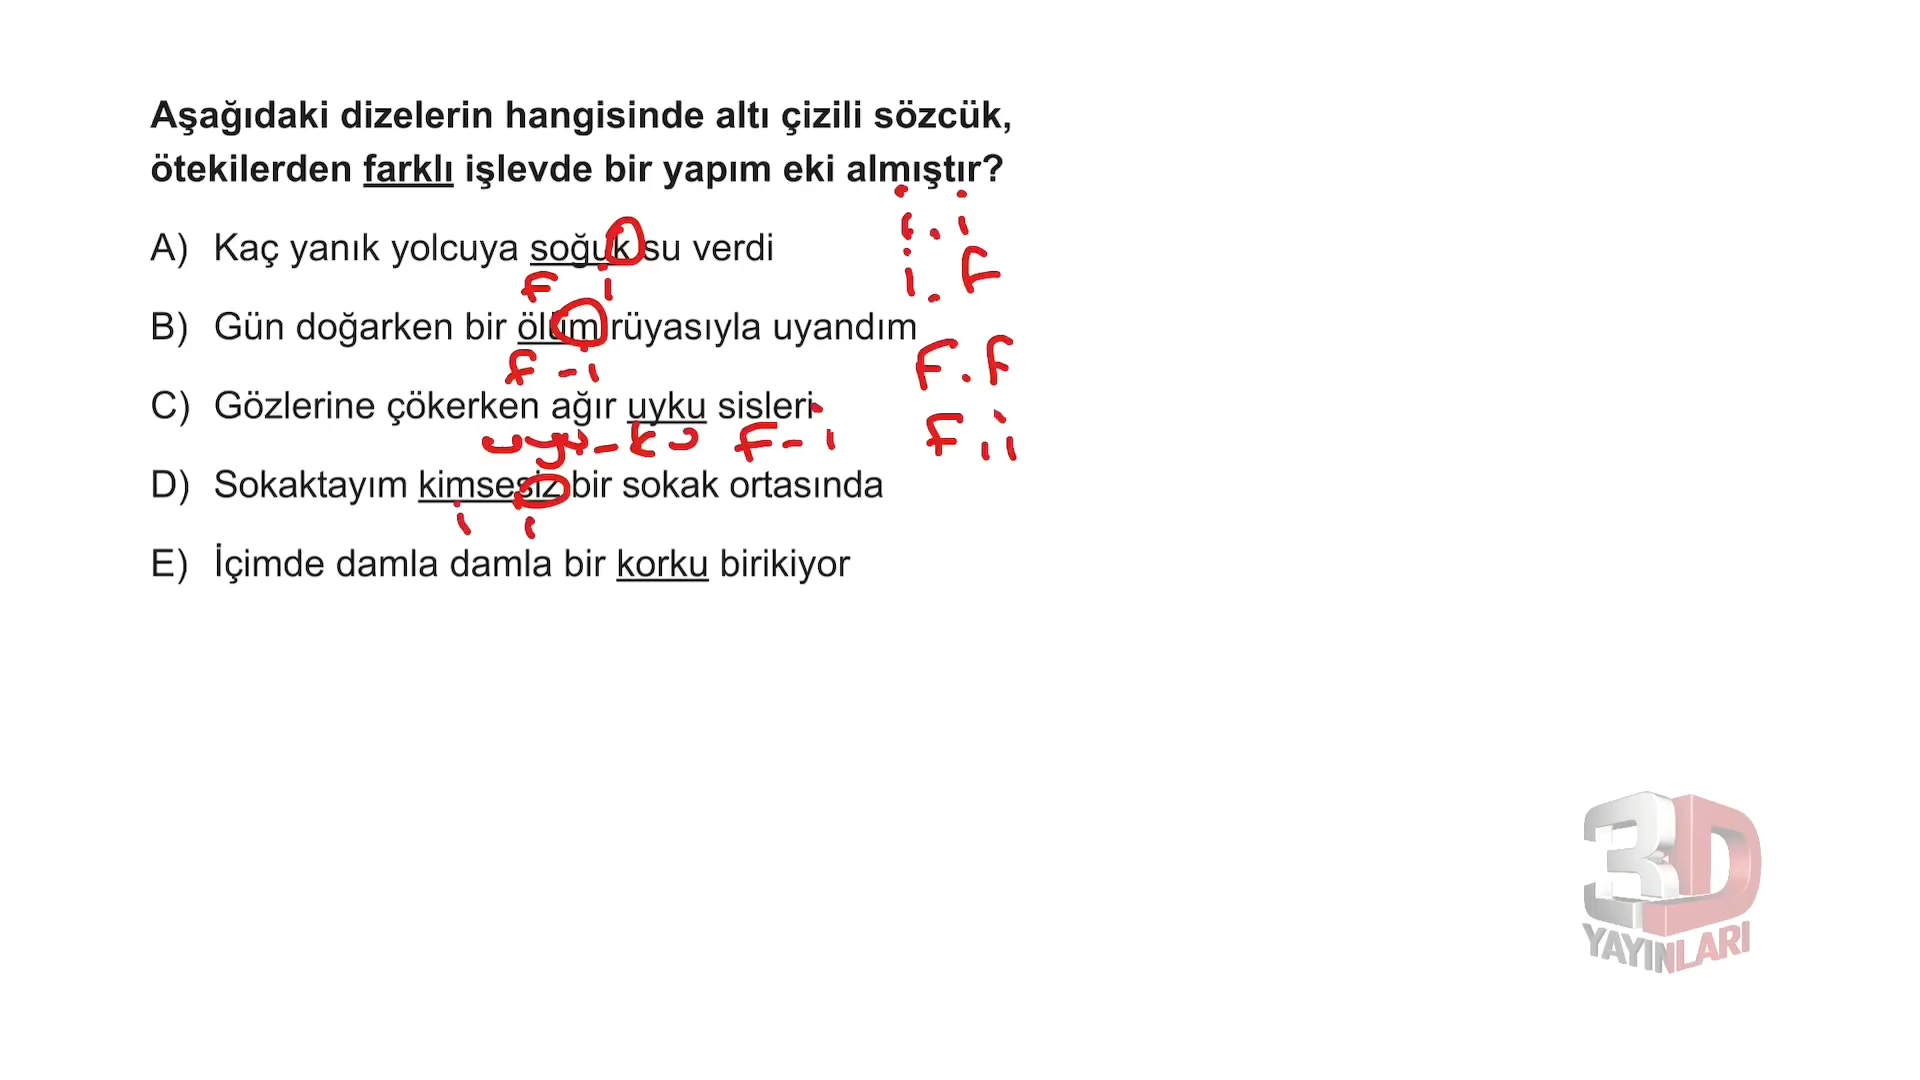 Aşağıdaki dizelerin hangisinde altı çizili sözcük,
ötekilerden farklı işlevde bir yapım eki almıştır?
i. i
A) Kaç yanık yolcuya soğuk su verdi
f i
i. F
B) Gün doğarken bir ölüm rüyasıyla uyandım
f - i
F. F
C) Gözlerine çökerken ağır uyku sisleri
uyu - ku f - i
F. i
D) Sokaktayım kimsesiz bir sokak ortasında
i i
E) İçimde damla damla bir korku birikiyor
3D
YAYINLARI